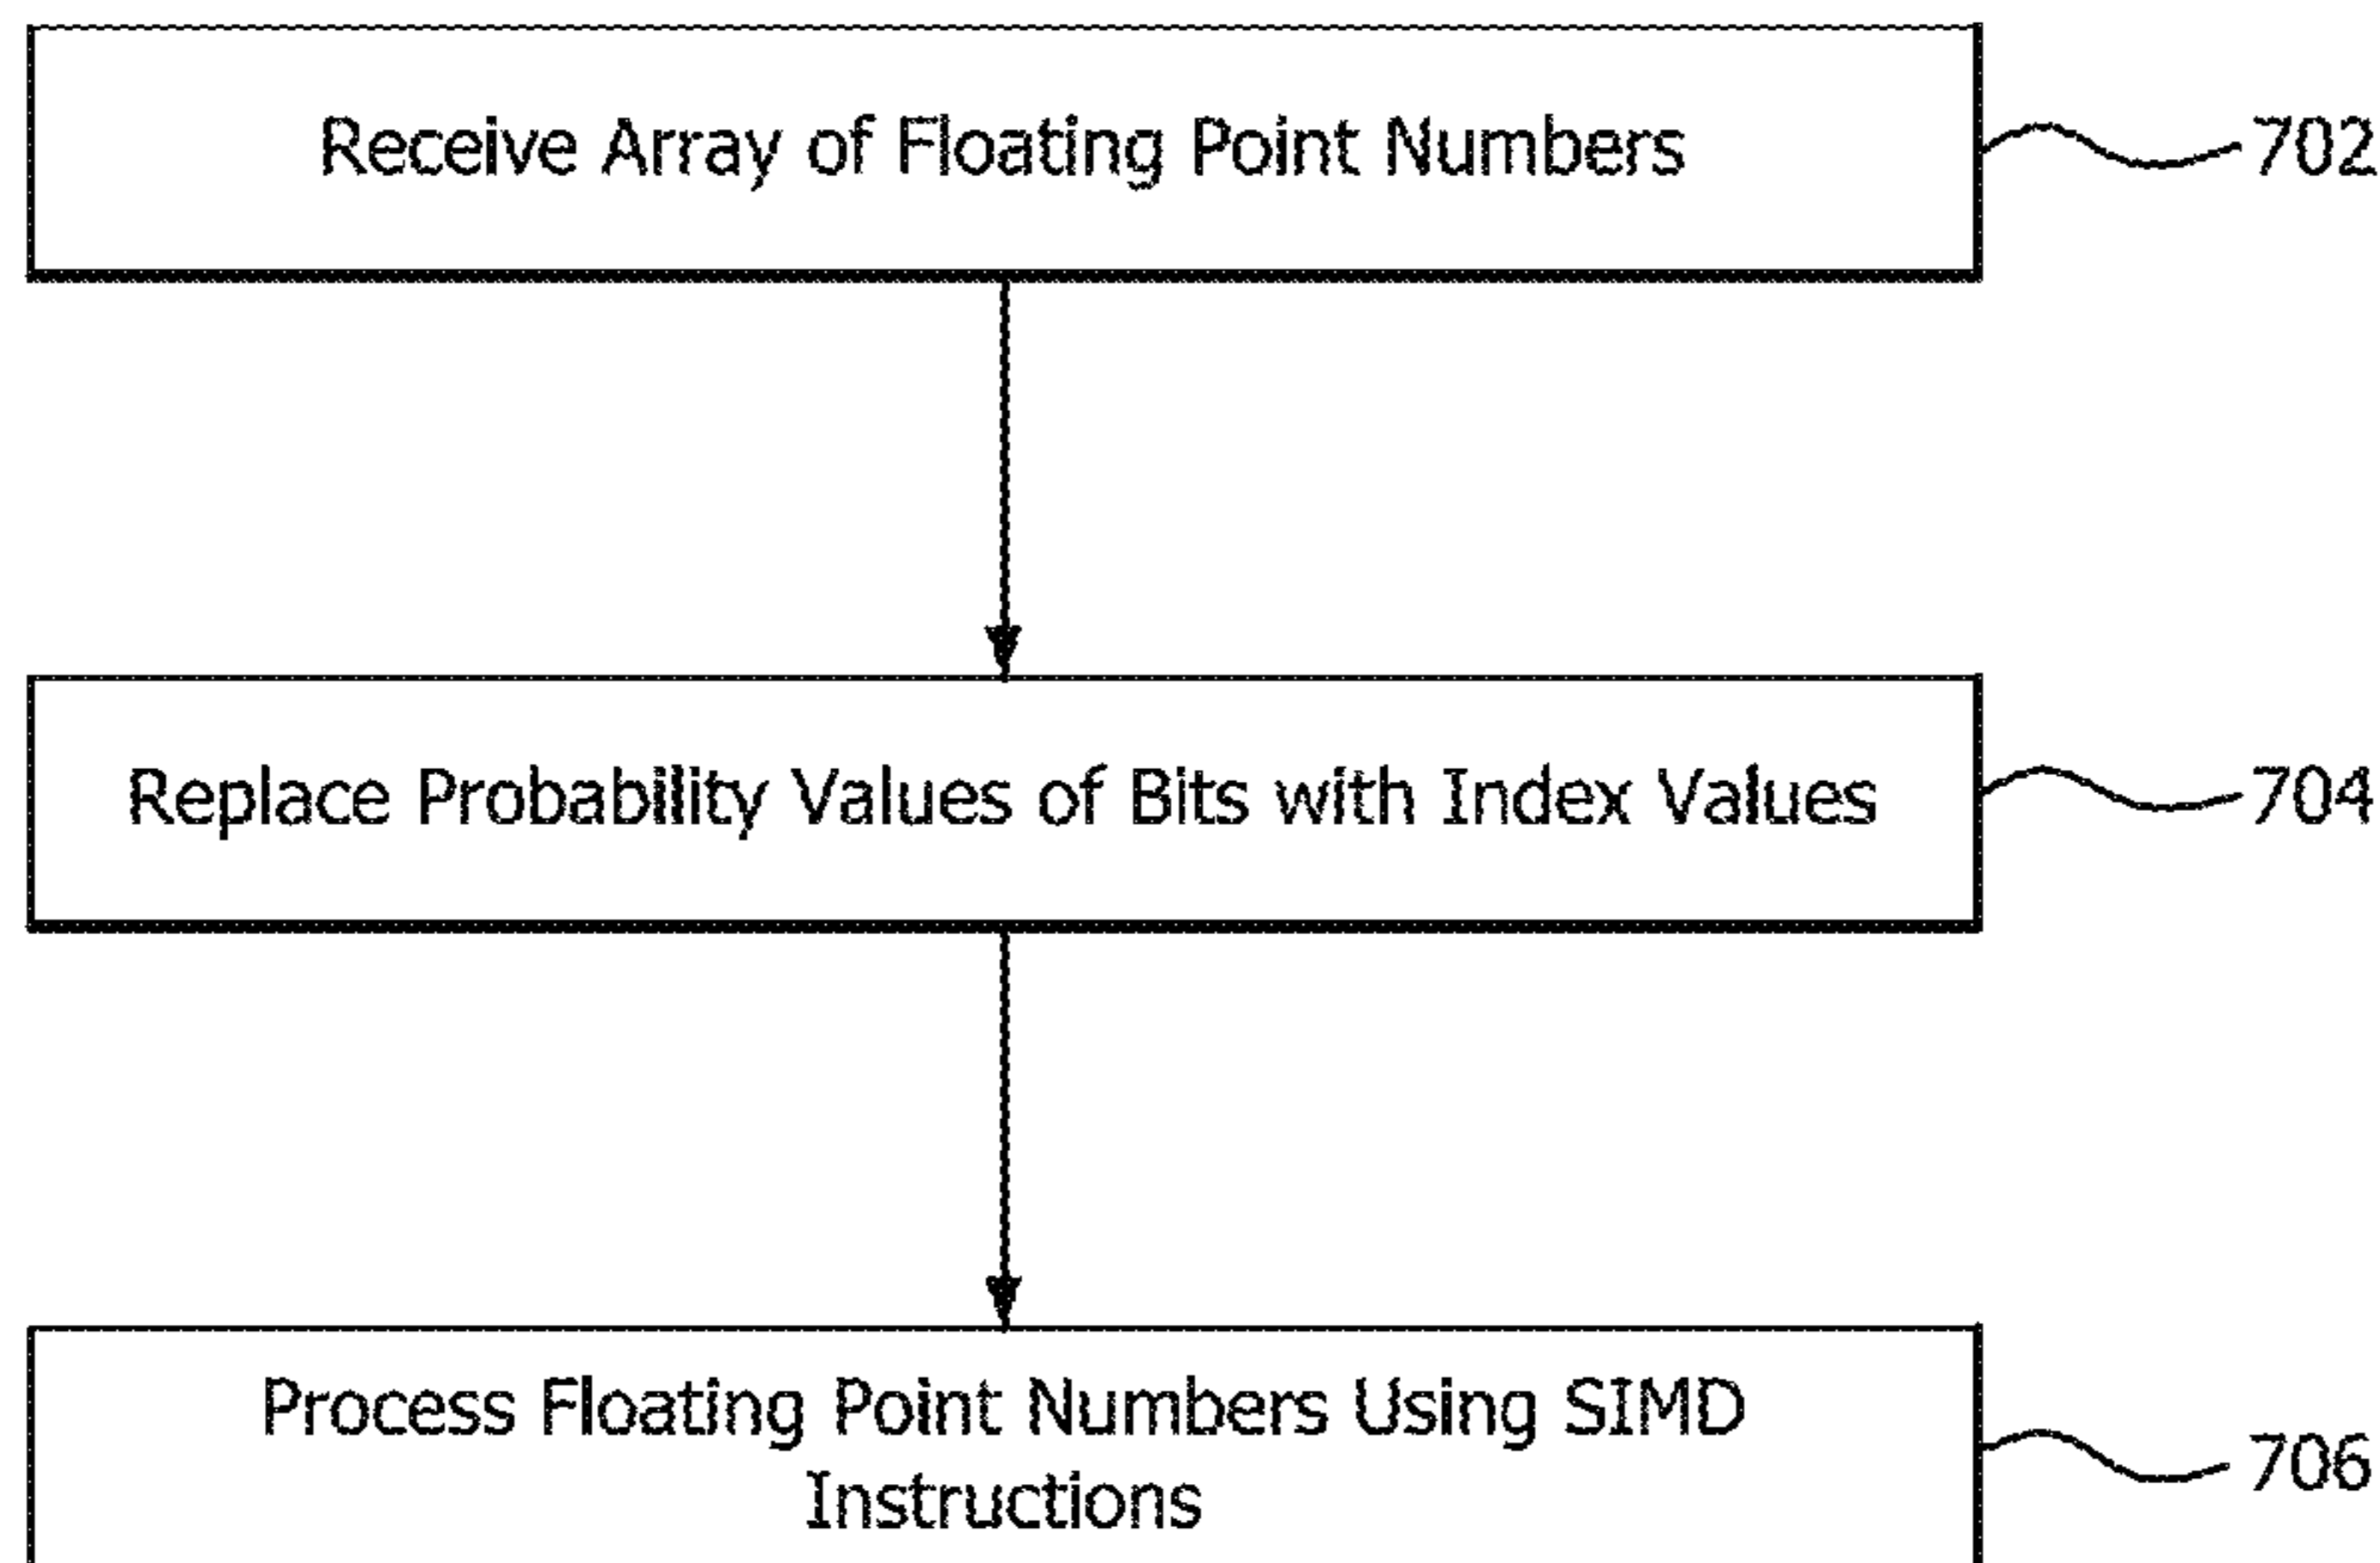 Receive Array of Floating Point Numbers
702
Replace Probability Values of Bits with Index Values
704
Process Floating Point Numbers Using SIMD
Instructions
706